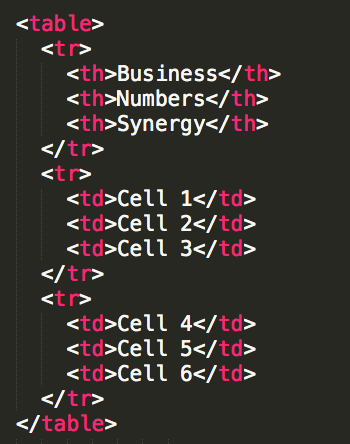 <table>
  <tr>
    <th>Business</th>
    <th>Numbers</th>
    <th>Synergy</th>
  </tr>
  <tr>
    <td>Cell 1</td>
    <td>Cell 2</td>
    <td>Cell 3</td>
  </tr>
  <tr>
    <td>Cell 4</td>
    <td>Cell 5</td>
    <td>Cell 6</td>
  </tr>
</table>